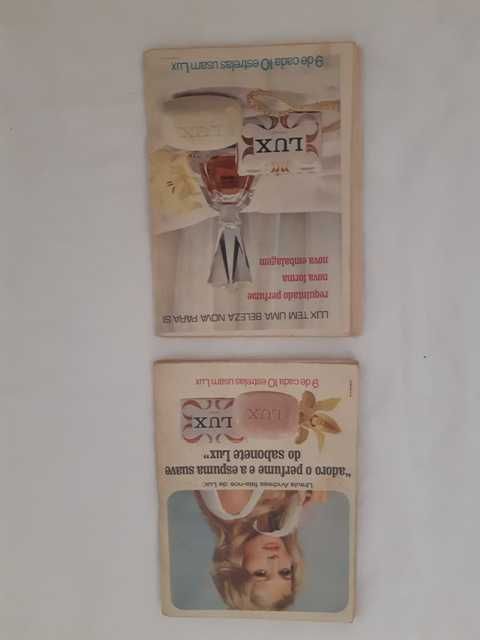 Ursula Andress fala-nos de Lux:
"adoro o perfume e a espuma suave
do sabonete Lux"
LUX
LUX
9 de cada 10 estrelas usam Lux
LUX TEM UMA BELEZA NOVA PARA SI
requintado perfume
nova forma
nova embalagem
LUX
LUX
9 de cada 10 estrelas usam Lux